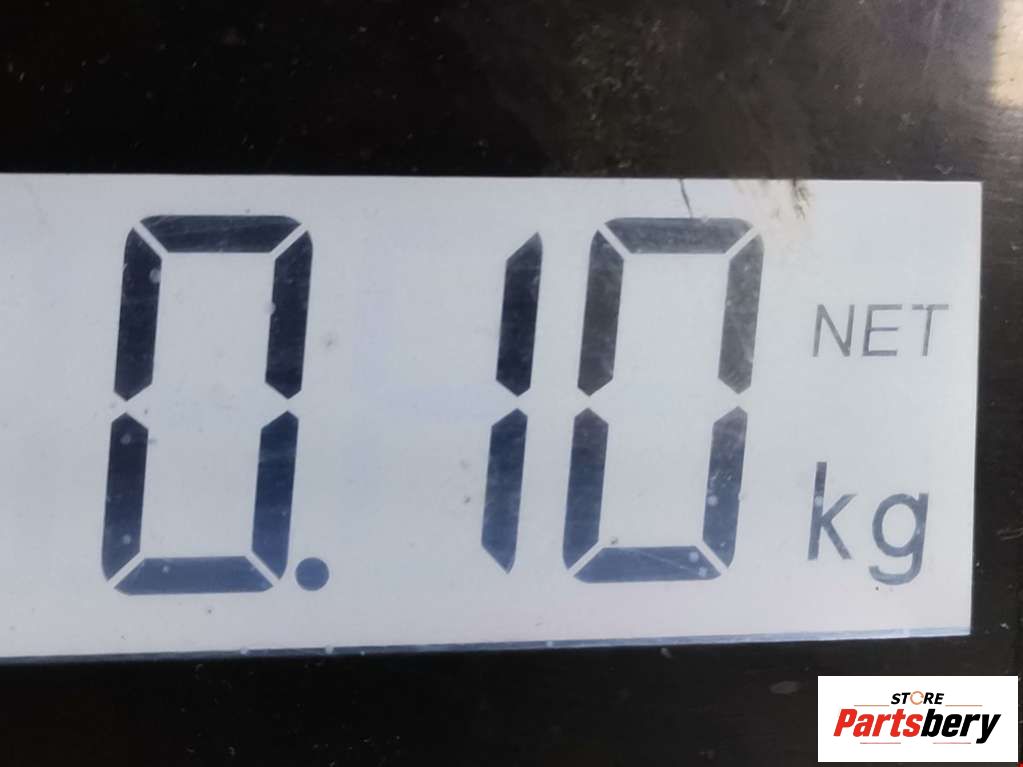 0.10
NET
kg
STORE
Partsbery